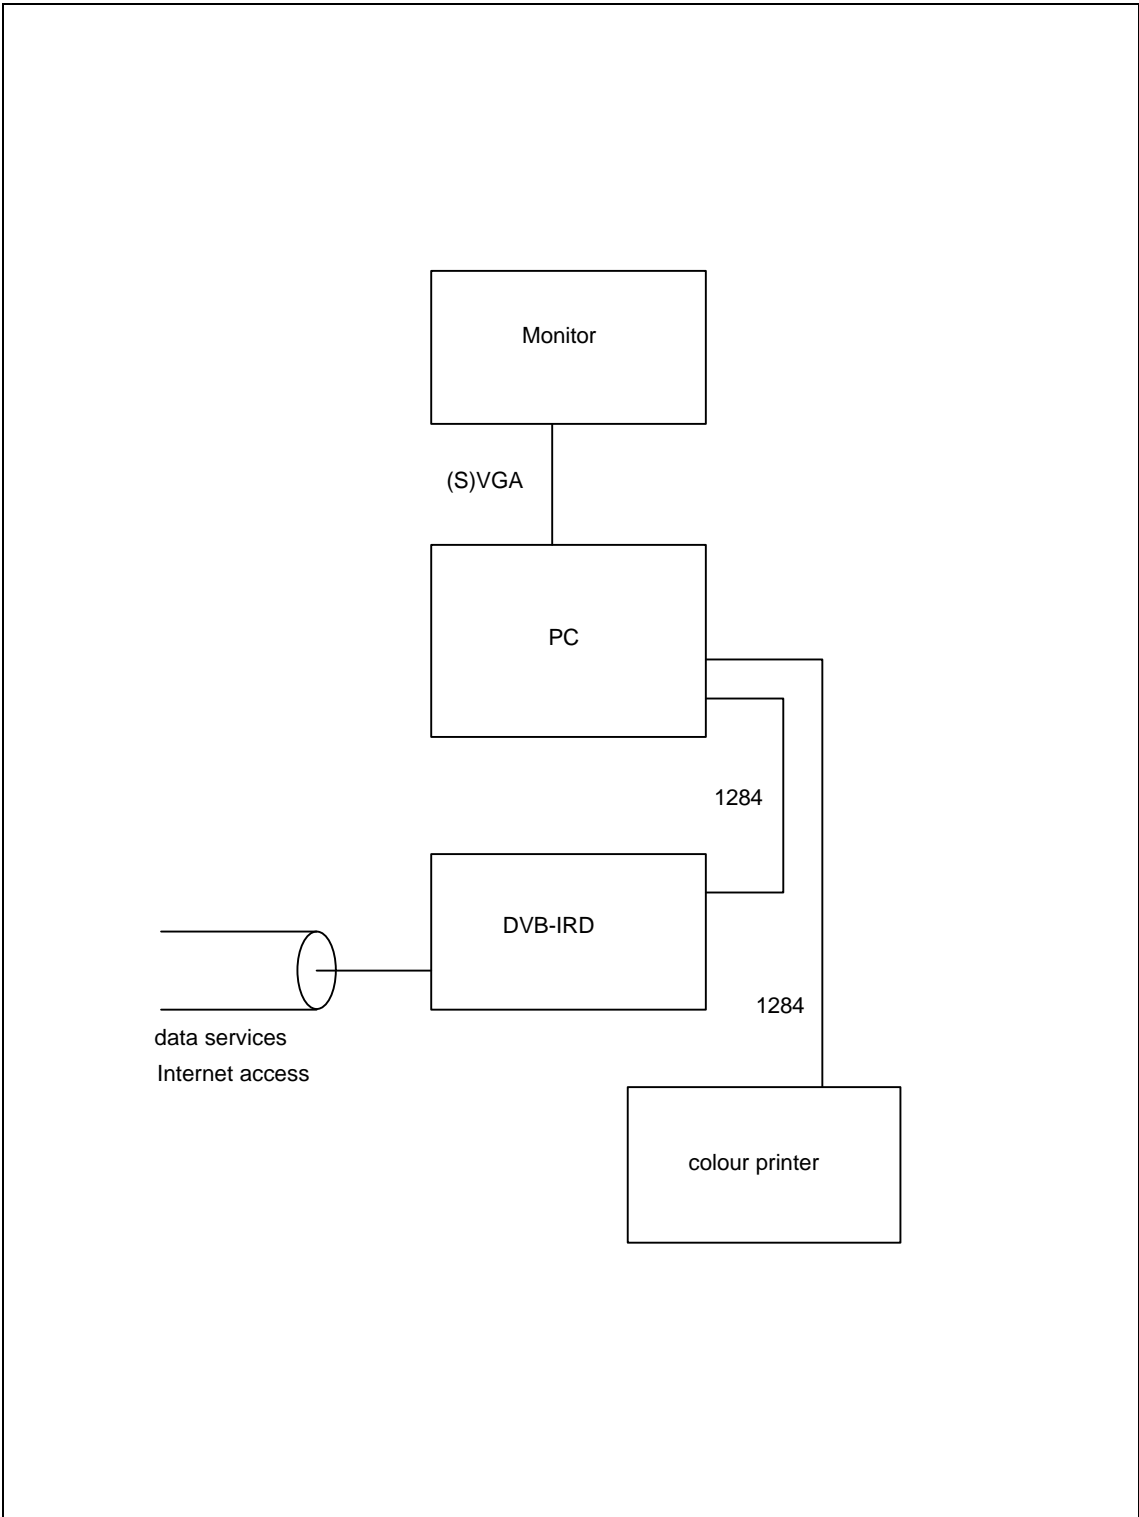 Monitor
(S)VGA
PC
1284
DVB-IRD
1284
data services
Internet access
colour printer